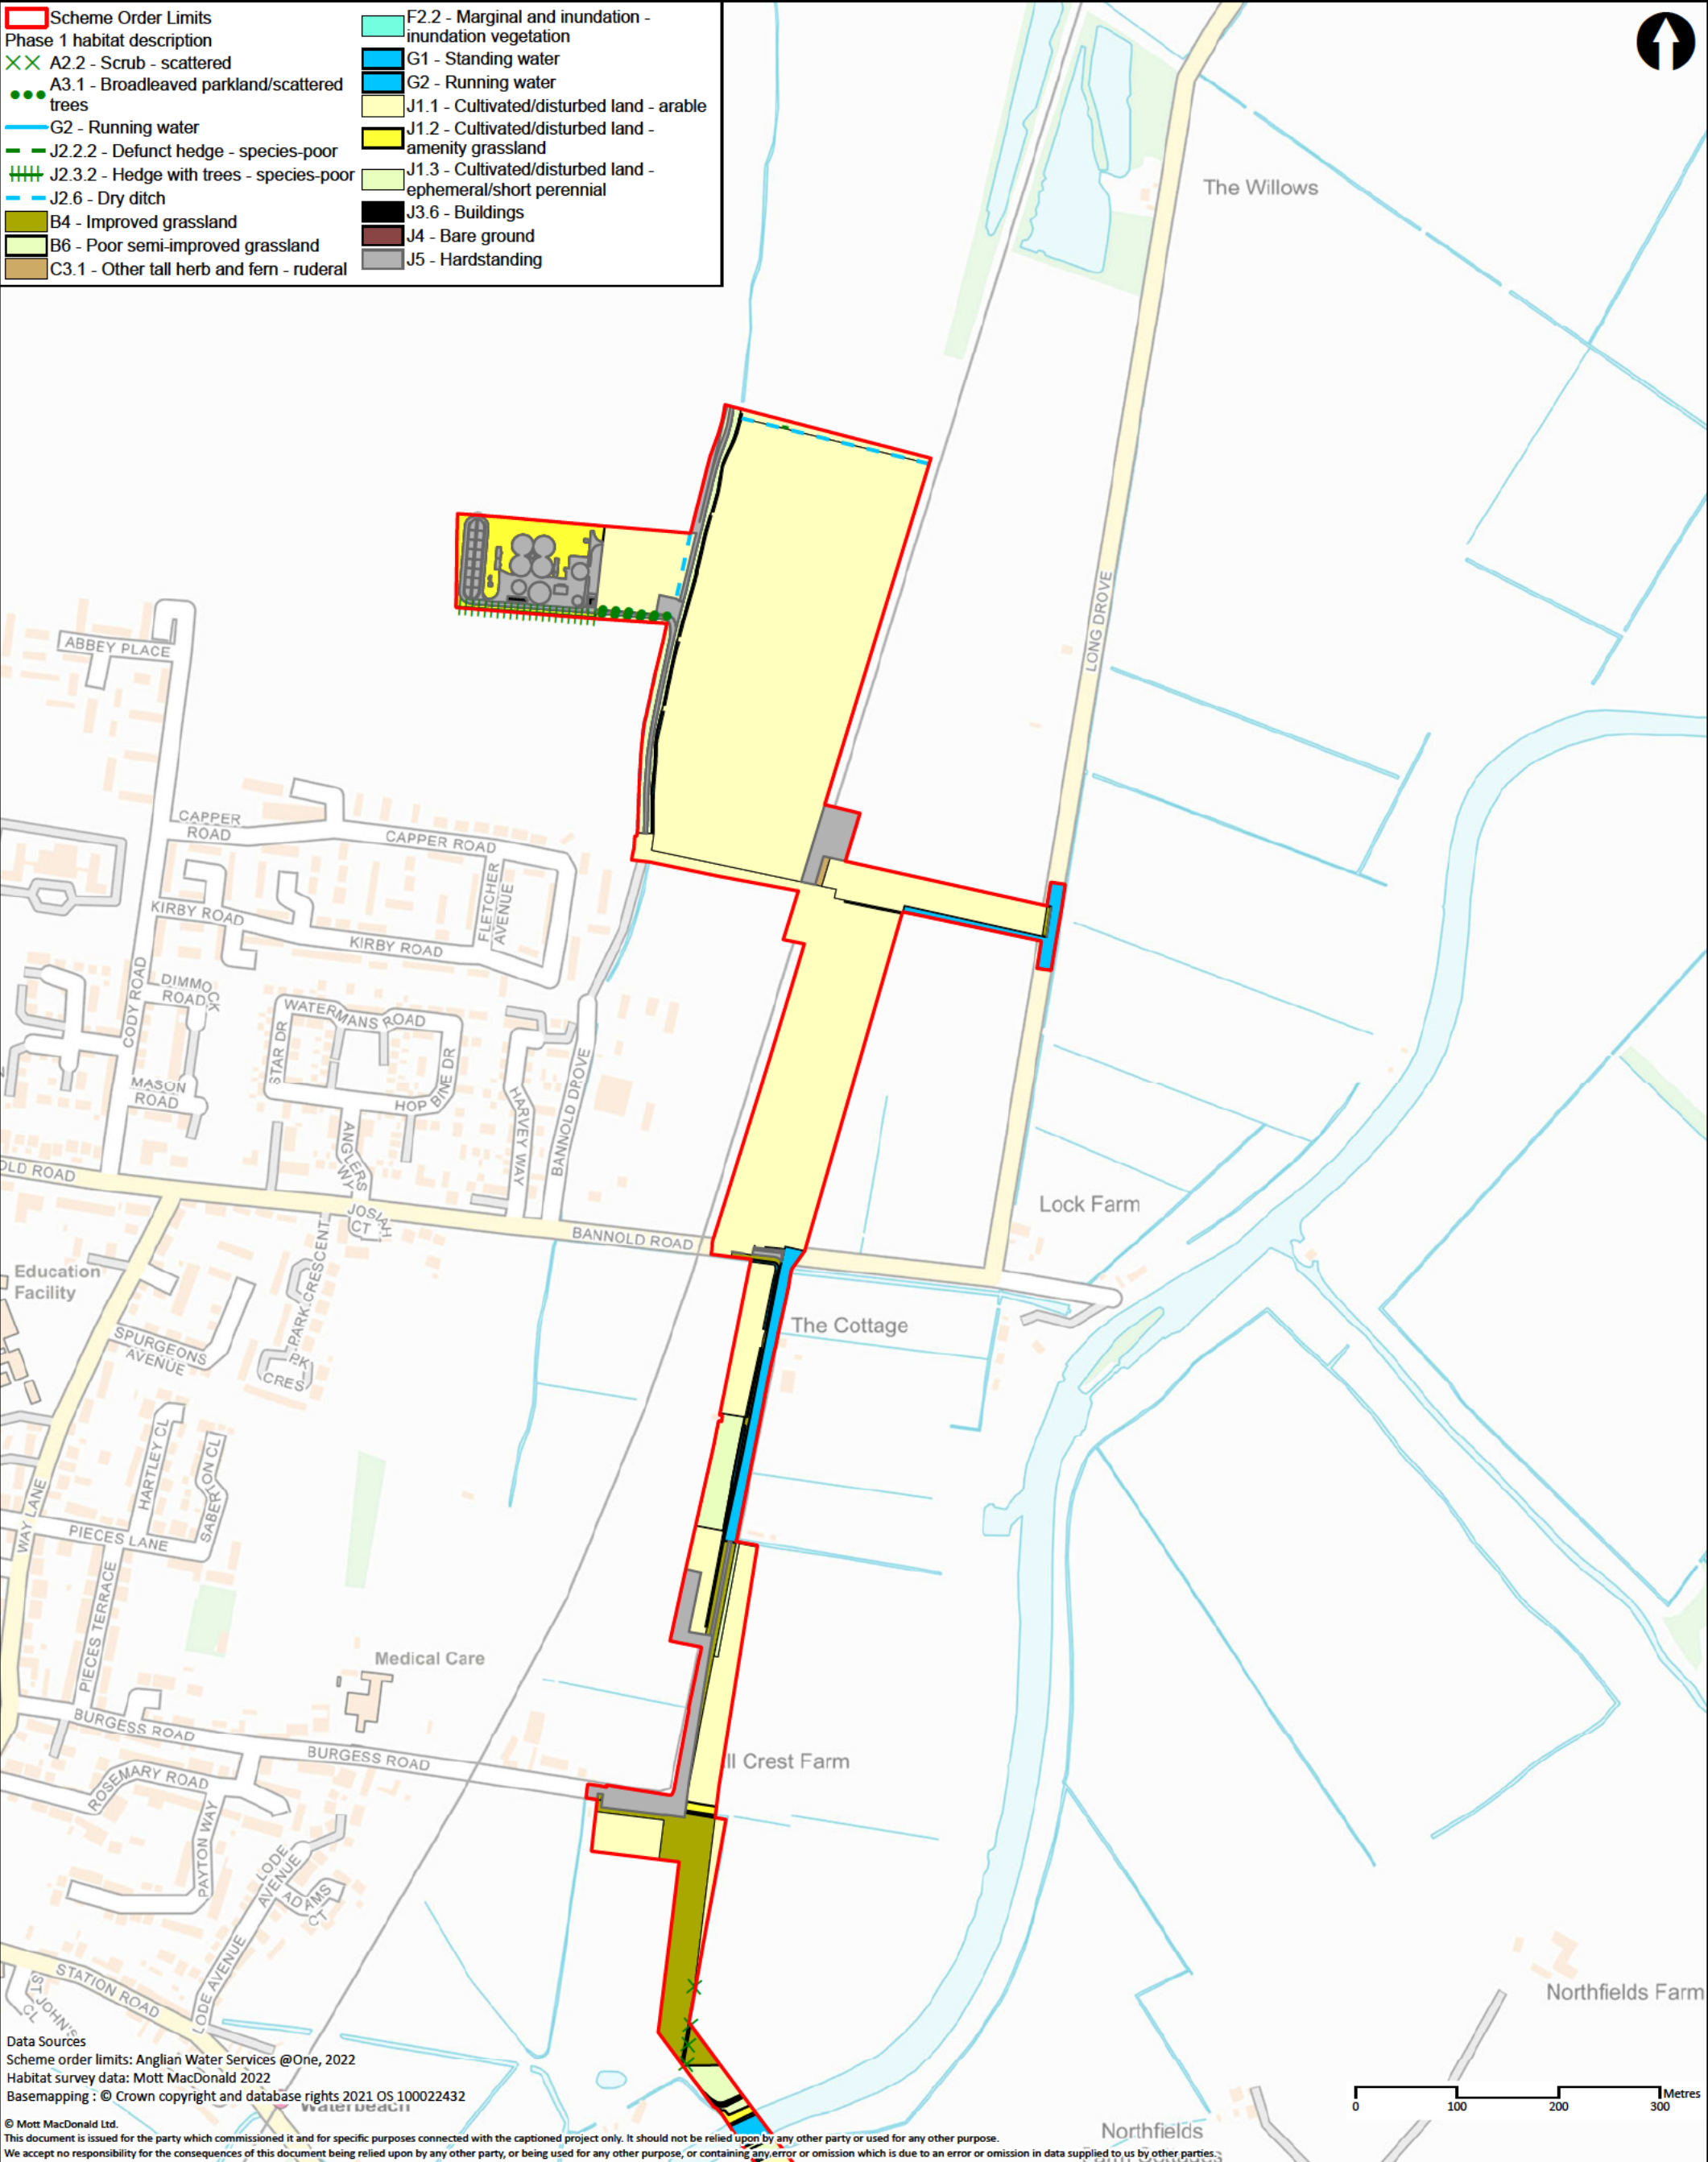 Scheme Order Limits
Phase 1 habitat description
A2.2 - Scrub - scattered
A3.1 - Broadleaved parkland/scattered
trees
G2 - Running water
J2.2.2 - Defunct hedge - species-poor
J2.3.2 - Hedge with trees - species-poor
J2.6 - Dry ditch
B4 - Improved grassland
B6 - Poor semi-improved grassland
C3.1 - Other tall herb and fern - ruderal
F2.2 - Marginal and inundation -
inundation vegetation
G1 - Standing water
G2 - Running water
J1.1 - Cultivated/disturbed land - arable
J1.2 - Cultivated/disturbed land -
amenity grassland
J1.3 - Cultivated/disturbed land -
ephemeral/short perennial
J3.6 - Buildings
J4 - Bare ground
J5 - Hardstanding
The Willows
LONG DROVE
ABBEY PLACE
CAPPER
ROAD
CAPPER ROAD
FLETCHER
AVENUE
KIRBY ROAD
KIRBY ROAD
CODY ROAD
DIMMOCK
ROAD
WATERMANS ROAD
STAR DR
HOP BINE DR
MASON
ROAD
HARVEY WAY
BANNOLD DROVE
ANGLERS
WY
OLD ROAD
JOSIAH
CT
BANNOLD ROAD
Lock Farm
Education
Facility
PARK CRESCENT
PK
CRES
SPURGEONS
AVENUE
The Cottage
HARTLEY CL
SABERTON CL
WAY LANE
PIECES LANE
PIECES TERRACE
Medical Care
BURGESS ROAD
BURGESS ROAD
ll Crest Farm
ROSEMARY ROAD
PAYTON WAY
LODE
AVENUE
ADAMS
CT
LODE AVENUE
STATION ROAD
ST
JOHN'S
CL
Northfields Farm
Data Sources
Scheme order limits: Anglian Water Services @One, 2022
Habitat survey data: Mott MacDonald 2022
Basemapping : © Crown copyright and database rights 2021 OS 100022432
Waterbeach
Metres
0 100 200 300
Northfields
© Mott MacDonald Ltd.
This document is issued for the party which commissioned it and for specific purposes connected with the captioned project only. It should not be relied upon by any other party or used for any other purpose.
We accept no responsibility for the consequences of this document being relied upon by any other party, or being used for any other purpose, or containing any error or omission which is due to an error or omission in data supplied to us by other parties.